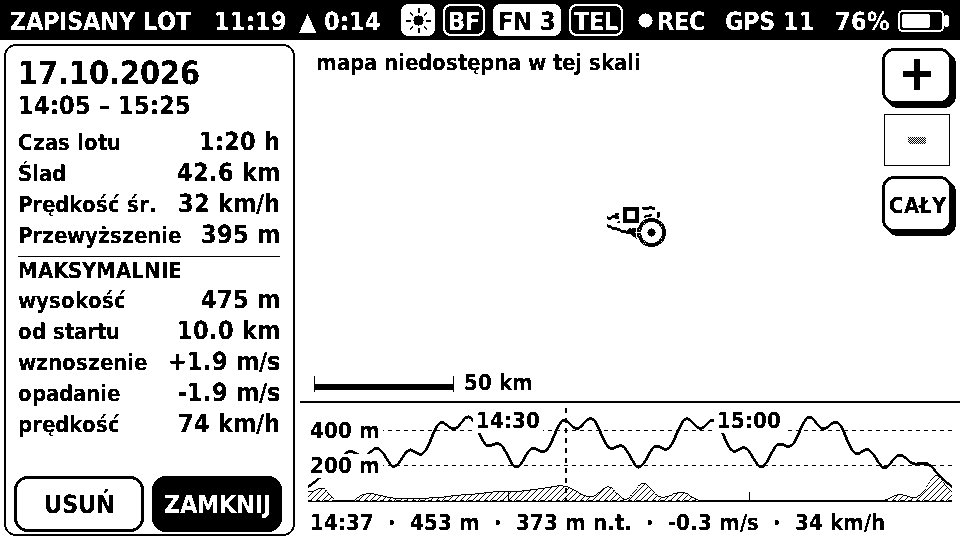 ZAPISANY LOT 11:19 ▲ 0:14 BF FN 3 TEL ●REC GPS 11 76%
17.10.2026
14:05 – 15:25
Czas lotu 1:20 h
Ślad 42.6 km
Prędkość śr. 32 km/h
Przewyższenie 395 m
MAKSYMALNIE
wysokość 475 m
od startu 10.0 km
wznoszenie +1.9 m/s
opadanie -1.9 m/s
prędkość 74 km/h
USUŃ ZAMKNIJ
mapa niedostępna w tej skali
+
-
CAŁY
50 km
14:30 15:00
400 m
200 m
14:37 · 453 m · 373 m n.t. · -0.3 m/s · 34 km/h